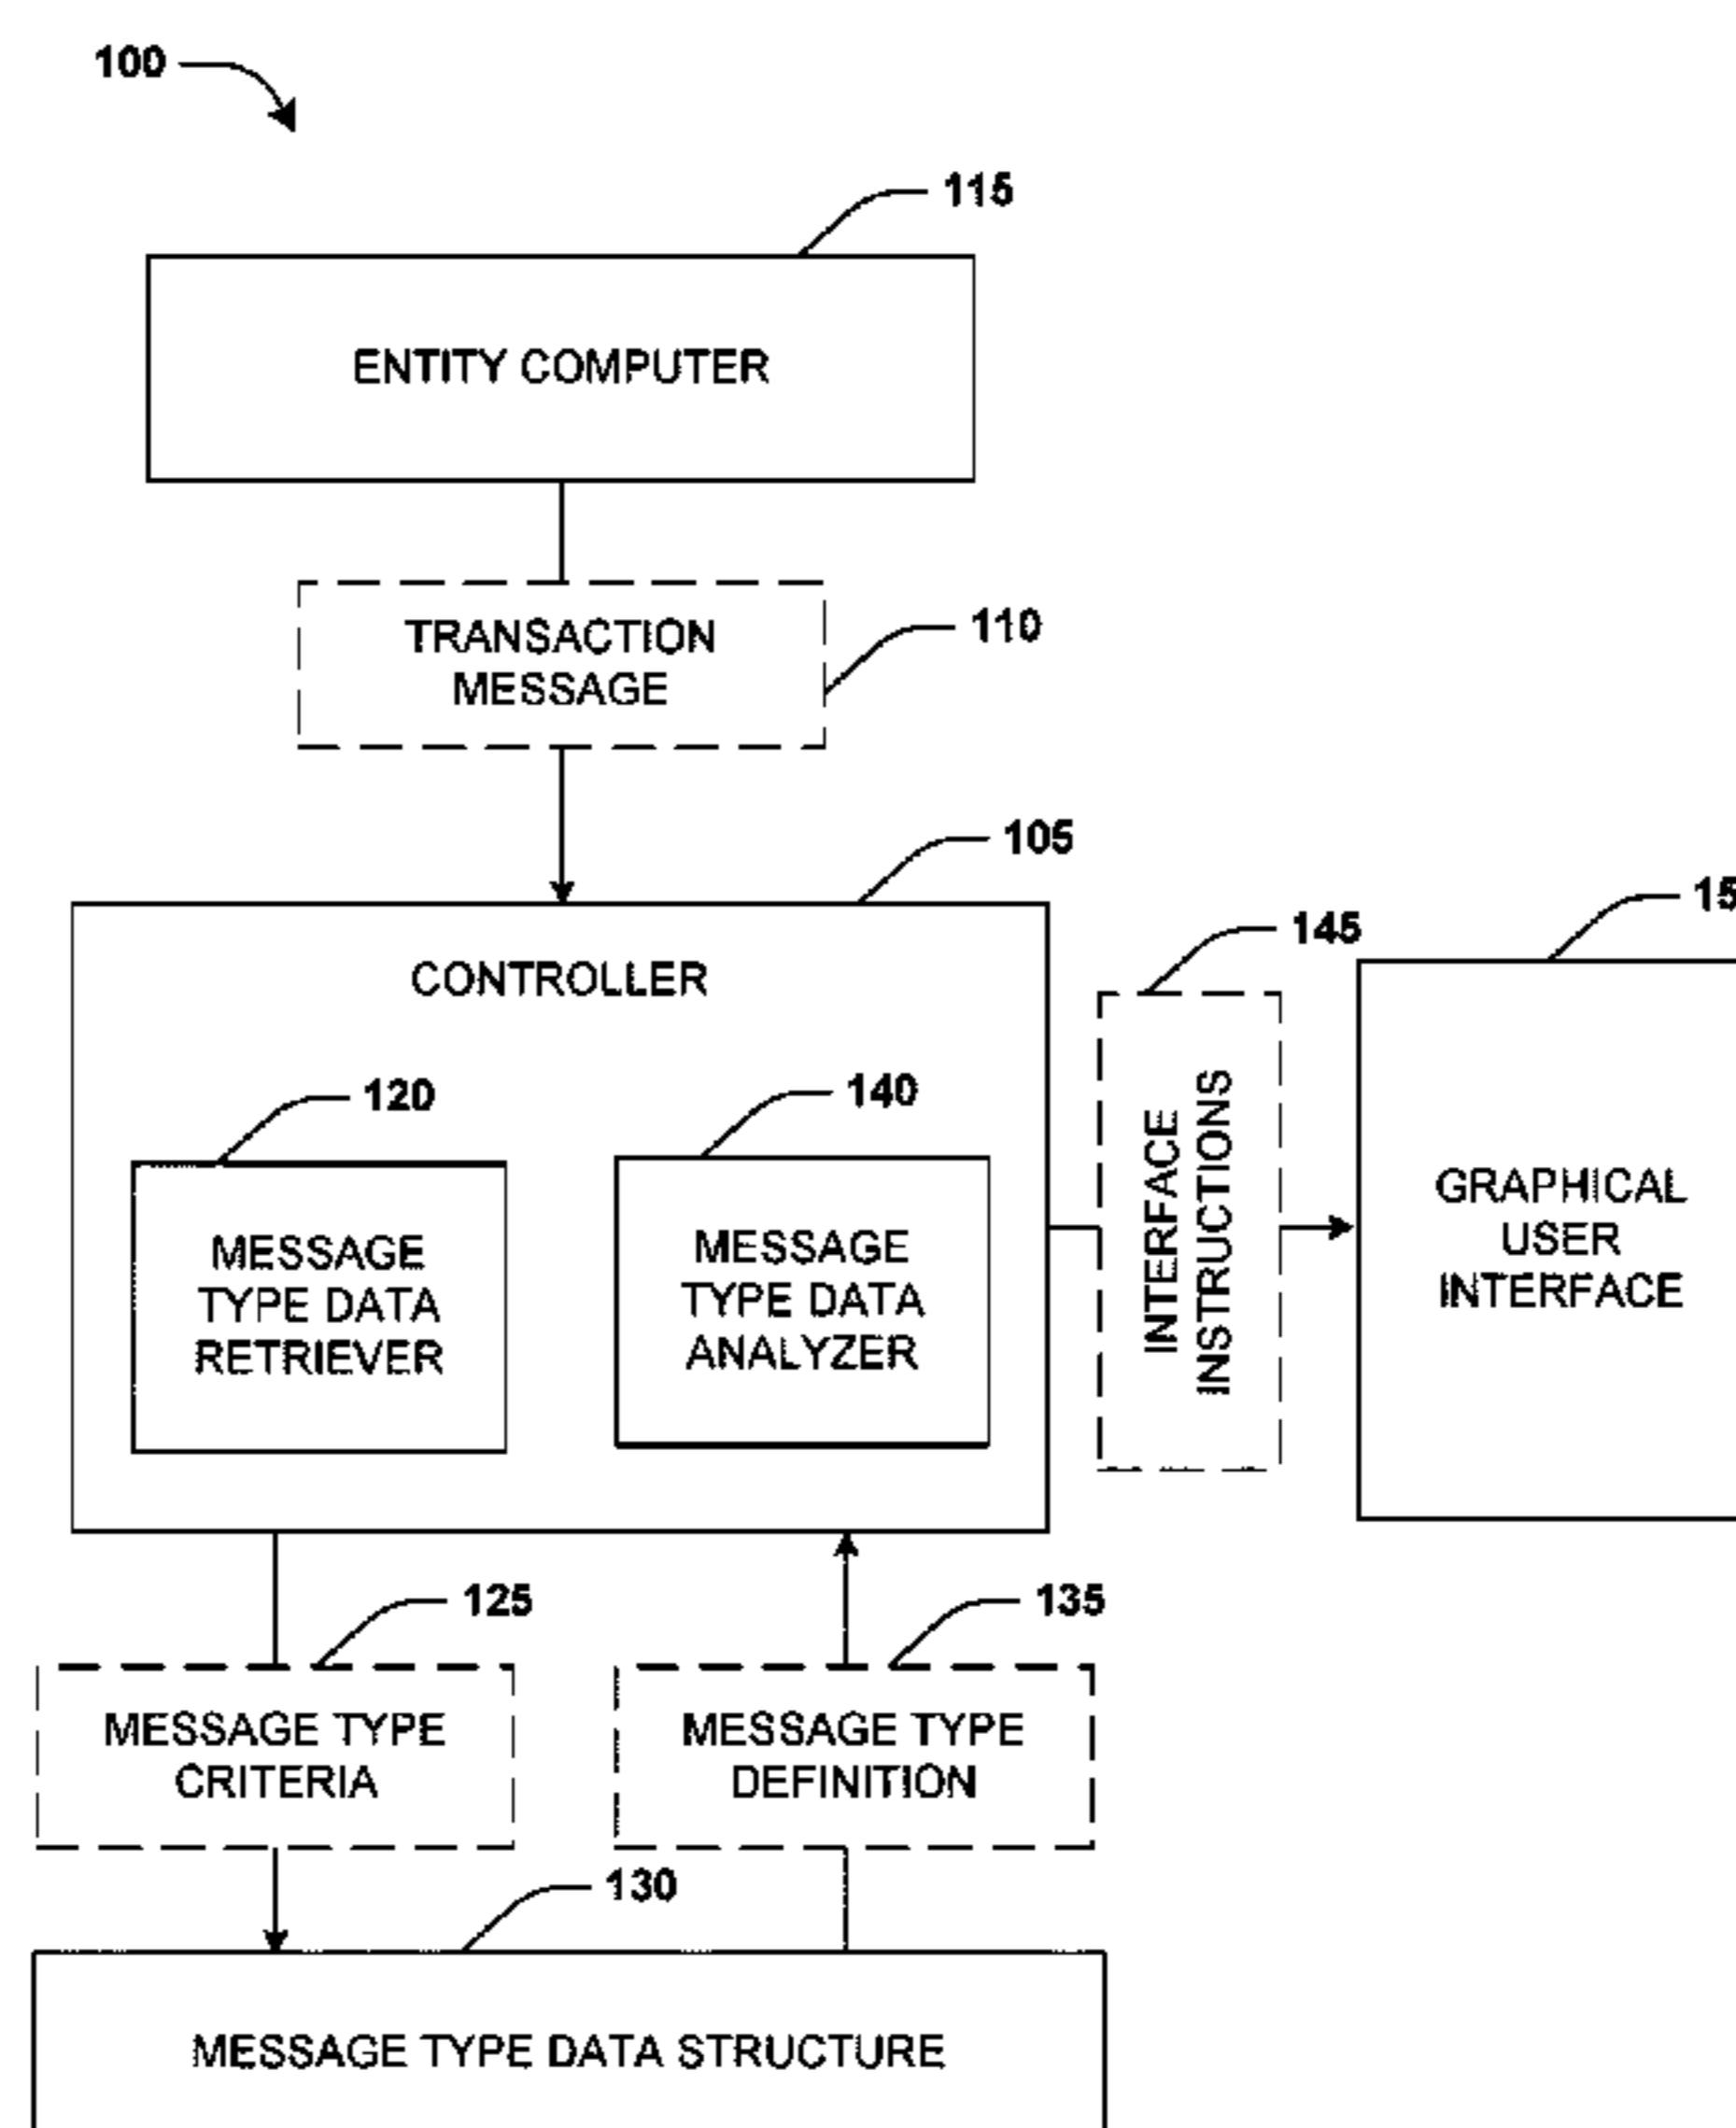 100
115
ENTITY COMPUTER
TRANSACTION
MESSAGE
110
105
CONTROLLER
145
15
120
140
MESSAGE
TYPE DATA
RETRIEVER
MESSAGE
TYPE DATA
ANALYZER
INTERFACE
INSTRUCTIONS
GRAPHICAL
USER
INTERFACE
125
135
MESSAGE TYPE
CRITERIA
MESSAGE TYPE
DEFINITION
130
MESSAGE TYPE DATA STRUCTURE